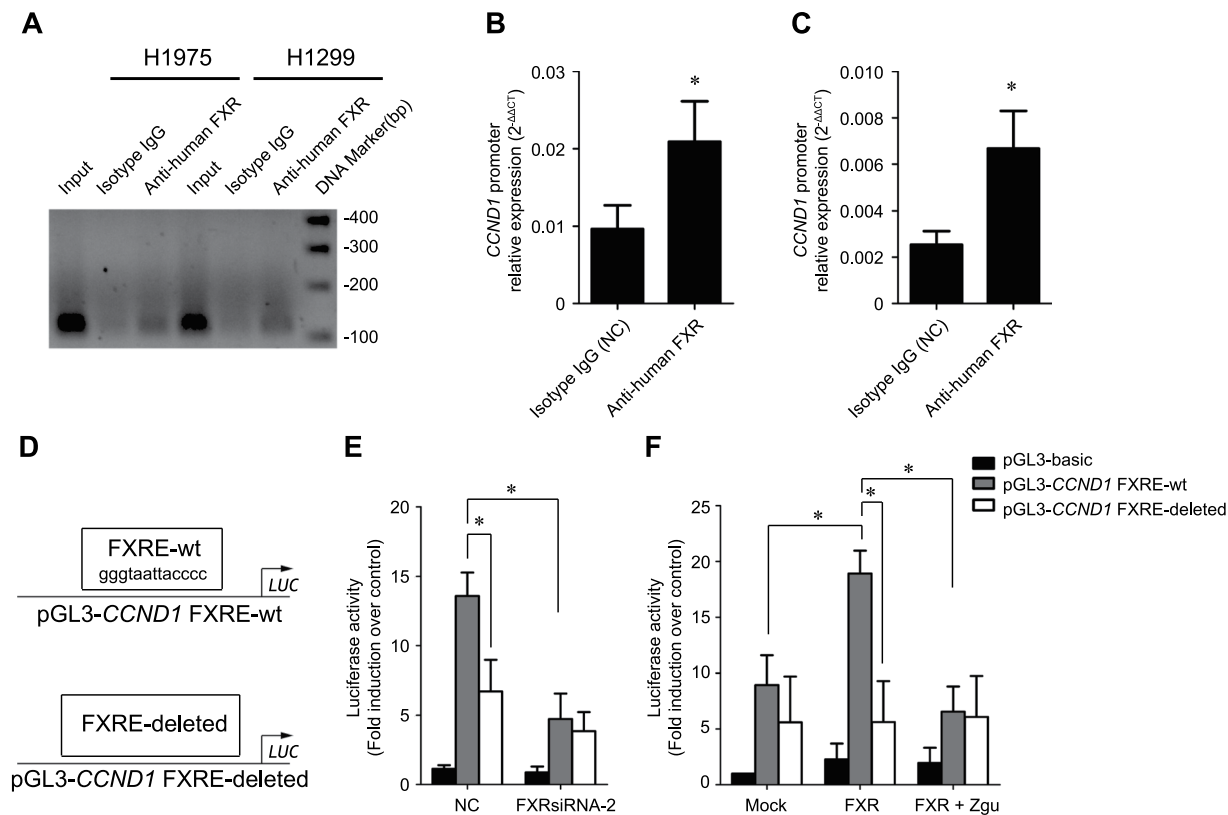 A
H1975
H1299
Input
Isotype IgG
Anti-human FXR
Input
Isotype IgG
Anti-human FXR
DNA Marker(bp)
-400
-300
-200
-100
B
CCND1 promoter
relative expression (2-ΔΔCT)
0.03
0.02
0.01
0
*
Isotype IgG (NC)
Anti-human FXR
C
CCND1 promoter
relative expression (2-ΔΔCT)
0.010
0.008
0.006
0.004
0.002
0
*
Isotype IgG (NC)
Anti-human FXR
D
FXRE-wt
gggtaattacccc
LUC
pGL3-CCND1 FXRE-wt
FXRE-deleted
LUC
pGL3-CCND1 FXRE-deleted
E
Luciferase activity
(Fold induction over control)
20
15
10
5
0
*
*
NC
FXRsiRNA-2
F
pGL3-basic
pGL3-CCND1 FXRE-wt
pGL3-CCND1 FXRE-deleted
Luciferase activity
(Fold induction over control)
25
20
15
10
5
0
*
*
*
Mock
FXR
FXR + Zgu